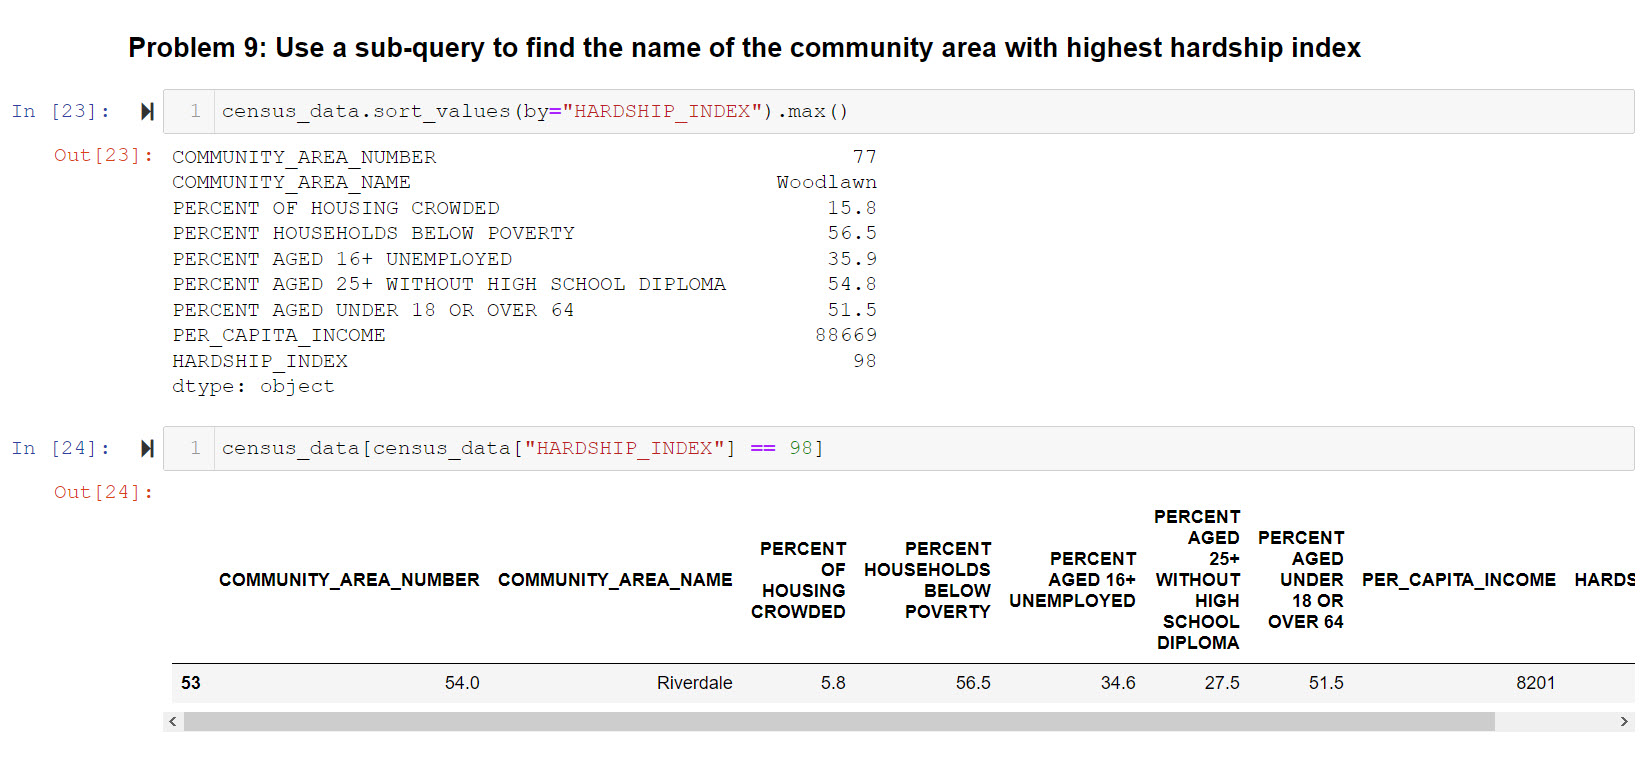 Problem 9: Use a sub-query to find the name of the community area with highest hardship index
In [23]: 1 census_data.sort_values(by="HARDSHIP_INDEX").max()
Out[23]: COMMUNITY_AREA_NUMBER 77
COMMUNITY_AREA_NAME Woodlawn
PERCENT OF HOUSING CROWDED 15.8
PERCENT HOUSEHOLDS BELOW POVERTY 56.5
PERCENT AGED 16+ UNEMPLOYED 35.9
PERCENT AGED 25+ WITHOUT HIGH SCHOOL DIPLOMA 54.8
PERCENT AGED UNDER 18 OR OVER 64 51.5
PER_CAPITA_INCOME 88669
HARDSHIP_INDEX 98
dtype: object
In [24]: 1 census_data[census_data["HARDSHIP_INDEX"] == 98]
Out[24]:
COMMUNITY_AREA_NUMBER
COMMUNITY_AREA_NAME
PERCENT
OF
HOUSING
CROWDED
PERCENT
HOUSEHOLDS
BELOW
POVERTY
PERCENT
AGED 16+
UNEMPLOYED
PERCENT
AGED
25+
WITHOUT
HIGH
SCHOOL
DIPLOMA
PERCENT
AGED
UNDER
18 OR
OVER 64
PER_CAPITA_INCOME
HARDS
53 54.0 Riverdale 5.8 56.5 34.6 27.5 51.5 8201